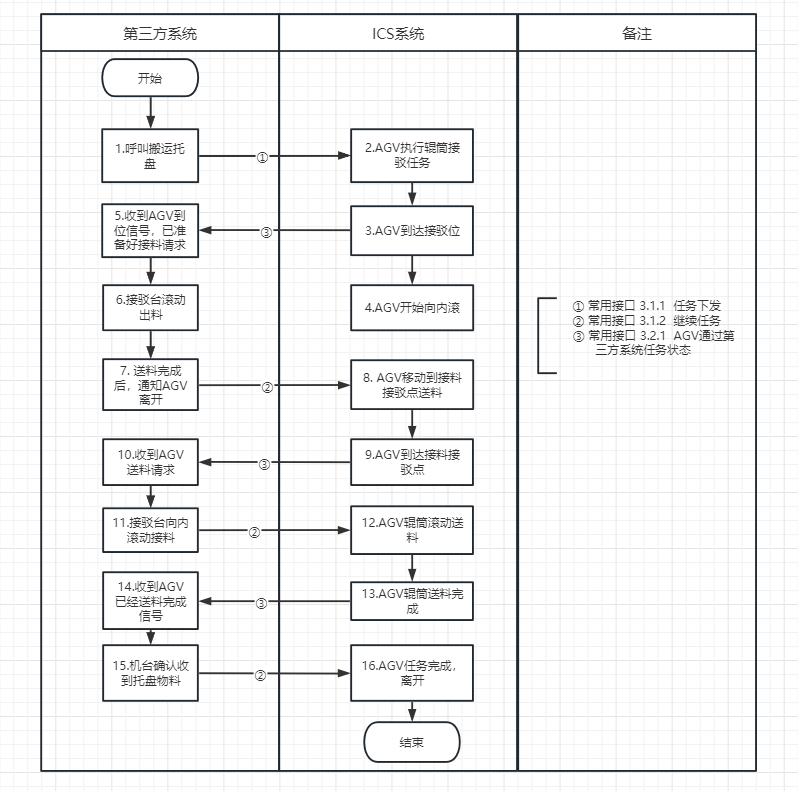 第三方系统
ICS系统
备注
开始
1.呼叫搬运托
盘
①
2.AGV执行辊筒接
驳任务
5.收到AGV到
位信号，已准
备好接料请求
③
3.AGV到达接驳位
6.接驳台滚动
出料
4.AGV开始向内滚
① 常用接口 3.1.1 任务下发
② 常用接口 3.1.2 继续任务
③ 常用接口 3.2.1 AGV通过第
三方系统任务状态
7. 送料完成
后，通知AGV
离开
②
8. AGV移动到接料
接驳点送料
10.收到AGV
送料请求
③
9.AGV到达接料接
驳点
11.接驳台向内
滚动接料
②
12.AGV辊筒滚动送
料
14.收到AGV
已经送料完成
信号
③
13.AGV辊筒送料完
成
15.机台确认收
到托盘物料
②
16.AGV任务完成，
离开
结束